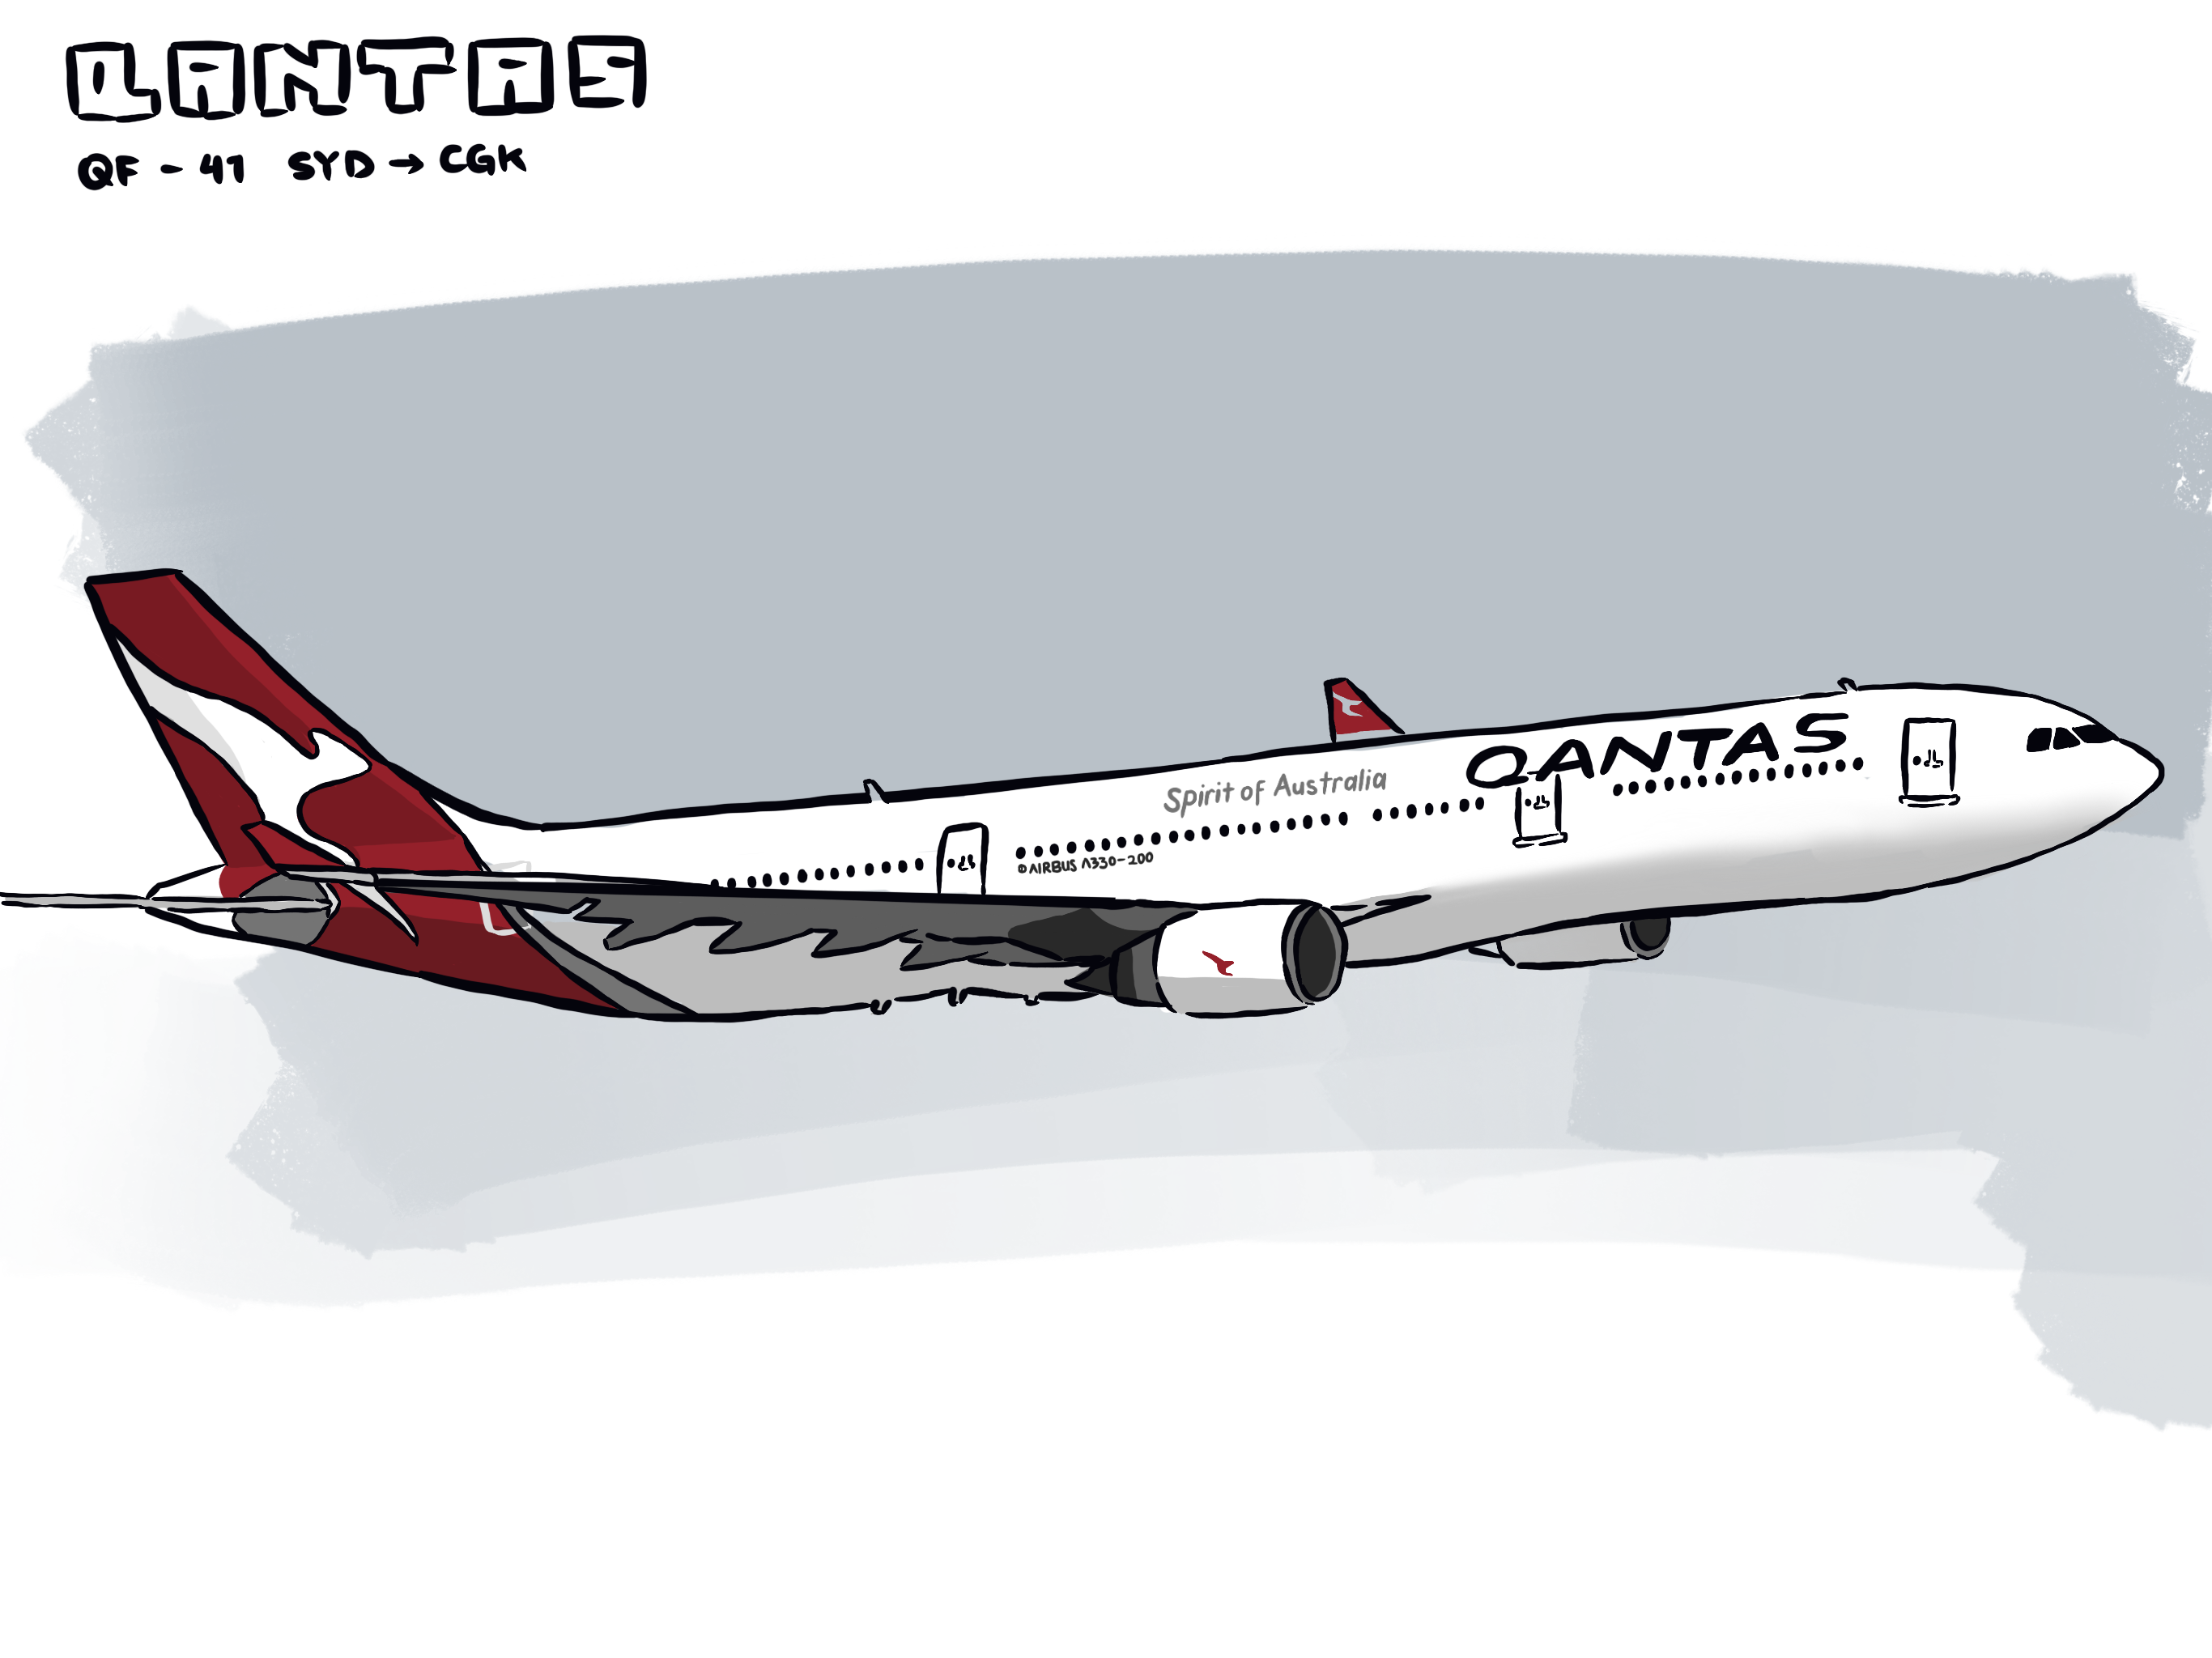 QANTAS
QF - 41 SYD → CGK
QANTAS
Spirit of Australia
AIRBUS A330-200